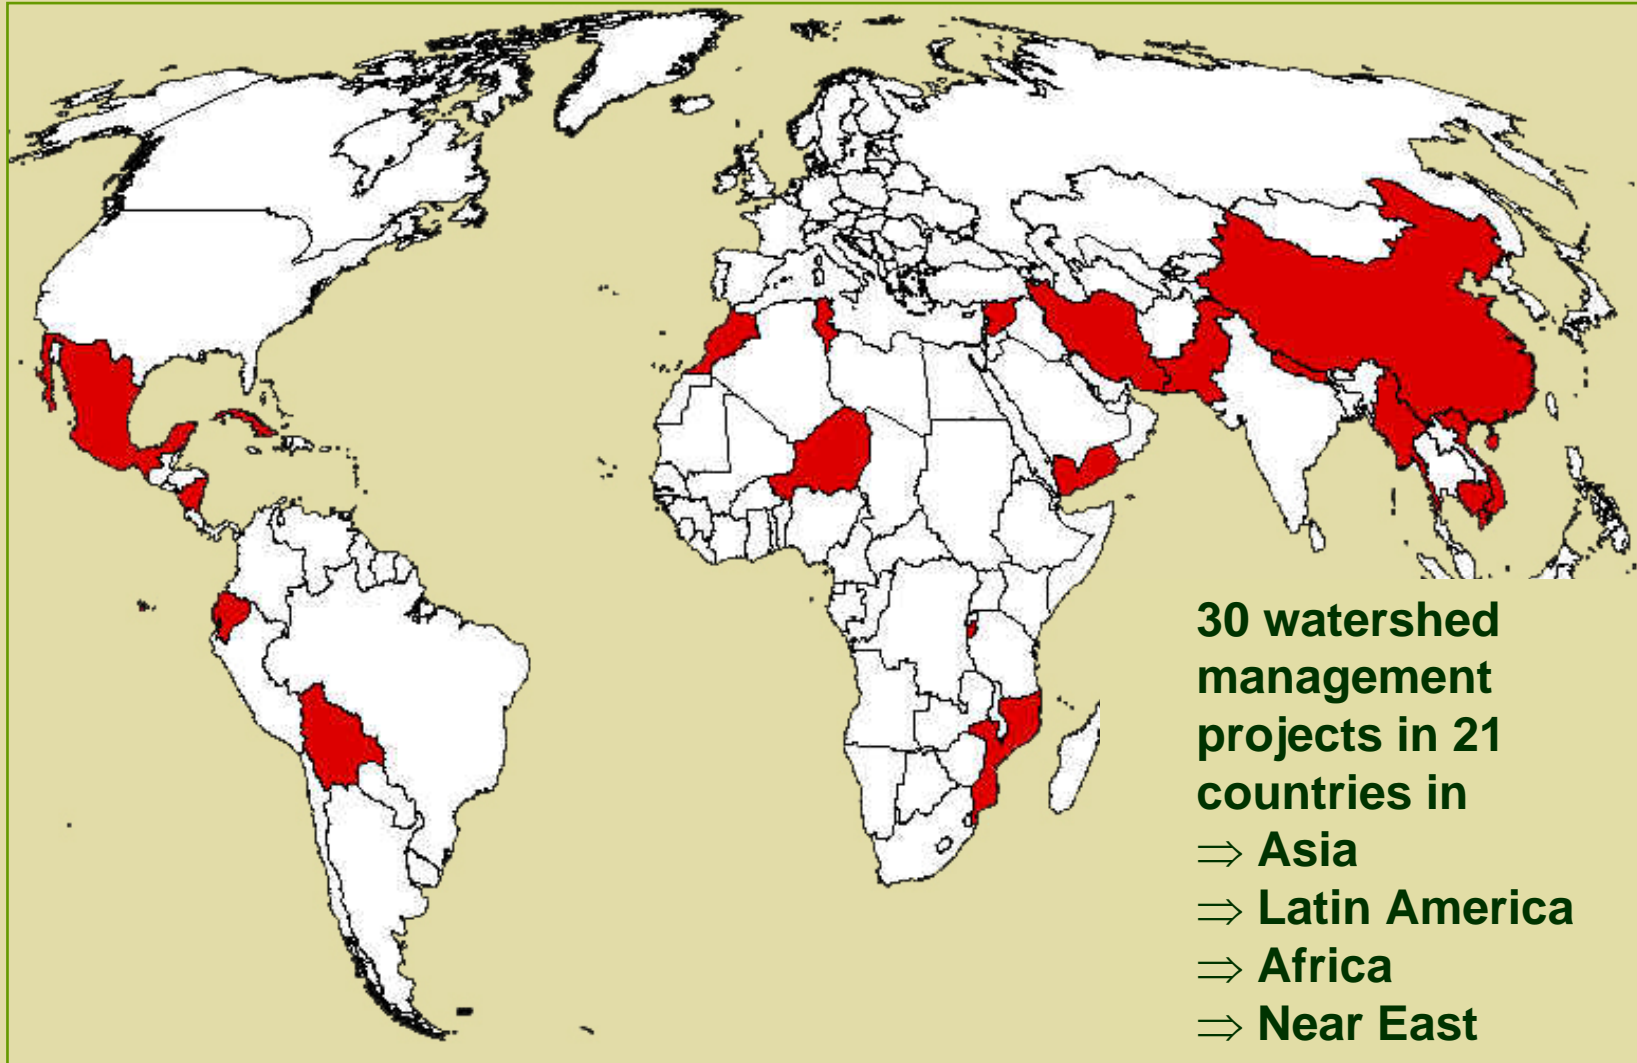 30 watershed
management
projects in 21
countries in
⇒ Asia
⇒ Latin America
⇒ Africa
⇒ Near East